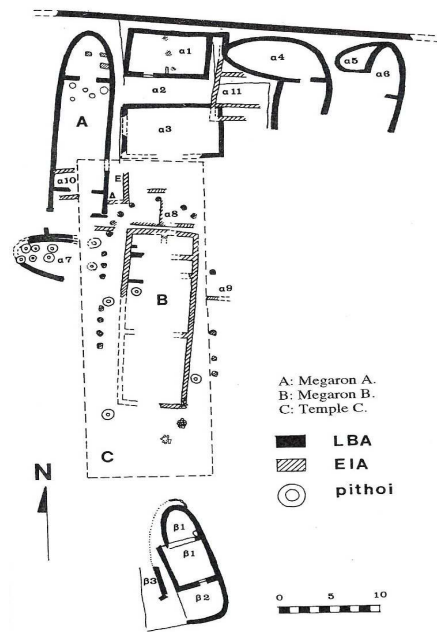 α1
α4
α5
α6
α2
α11
A
α3
α10
E
Δ
α8
α7
α9
B
A: Megaron A.
B: Megaron B.
C: Temple C.
LBA
EIA
pithoi
C
N
β1
β1
β3
β2
0 5 10